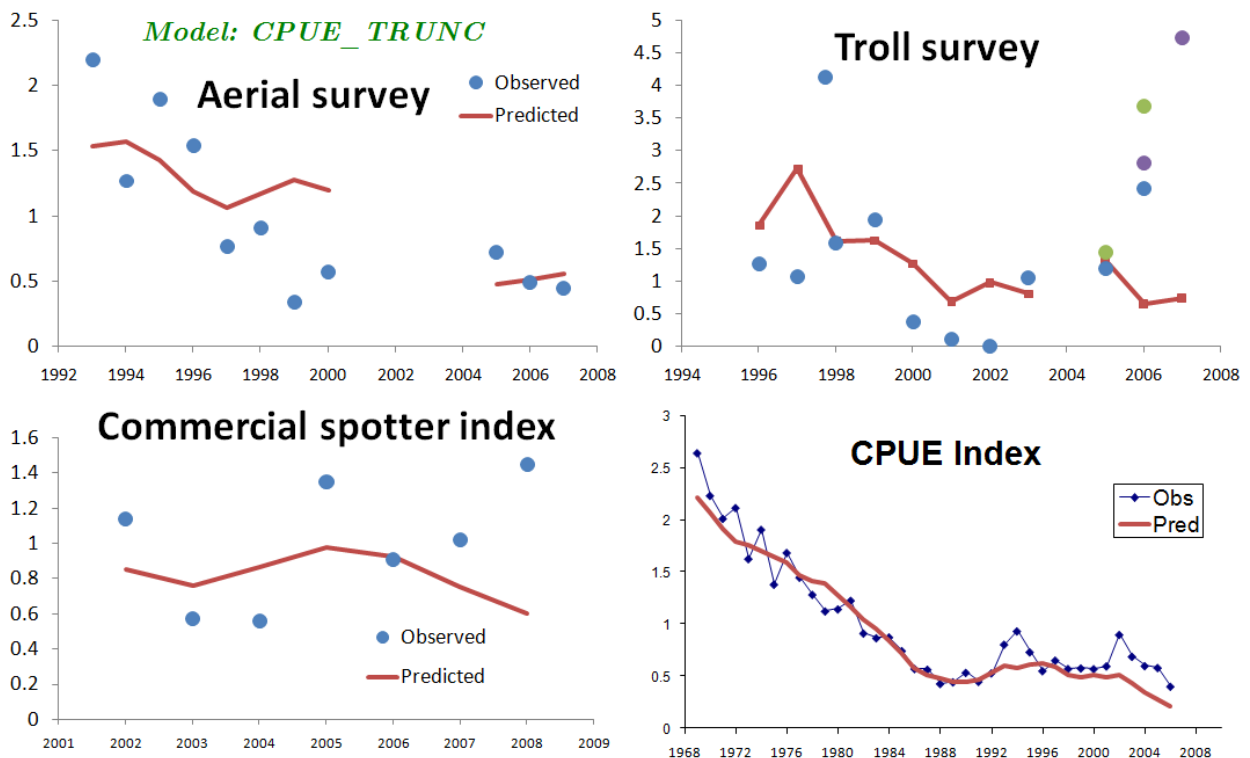 Model: CPUE_TRUNC
Aerial survey
Observed
Predicted
2.5
2
1.5
1
0.5
0
1992 1994 1996 1998 2000 2002 2004 2006 2008
Troll survey
5
4.5
4
3.5
3
2.5
2
1.5
1
0.5
0
1994 1996 1998 2000 2002 2004 2006 2008
Commercial spotter index
1.6
1.4
1.2
1
0.8
0.6
0.4
0.2
0
Observed
Predicted
2001 2002 2003 2004 2005 2006 2007 2008 2009
CPUE Index
Obs
Pred
3
2.5
2
1.5
1
0.5
0
1968 1972 1976 1980 1984 1988 1992 1996 2000 2004 2008